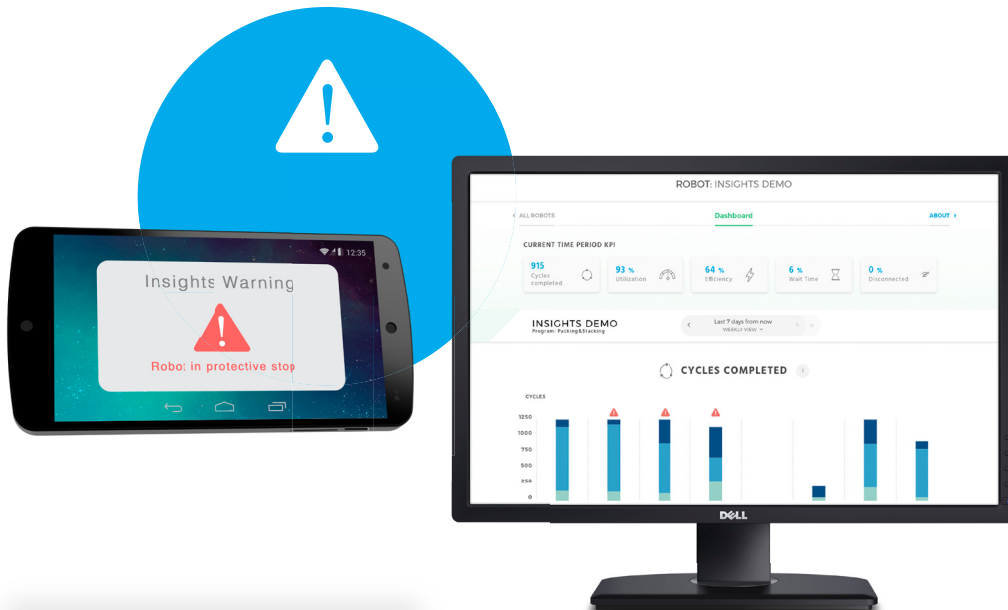 12:35
Insights Warning
Robot in protective stop
ROBOT: INSIGHTS DEMO
‹ ALL ROBOTS
Dashboard
ABOUT ›
CURRENT TIME PERIOD KPI
915
Cycles
completed
93 %
Utilization
64 %
Efficiency
6 %
Wait Time
0 %
Disconnected
INSIGHTS DEMO
Program: Packing&Stacking
Last 7 days from now
WEEKLY VIEW
CYCLES COMPLETED
CYCLES
1250
1000
750
500
250
0
DELL